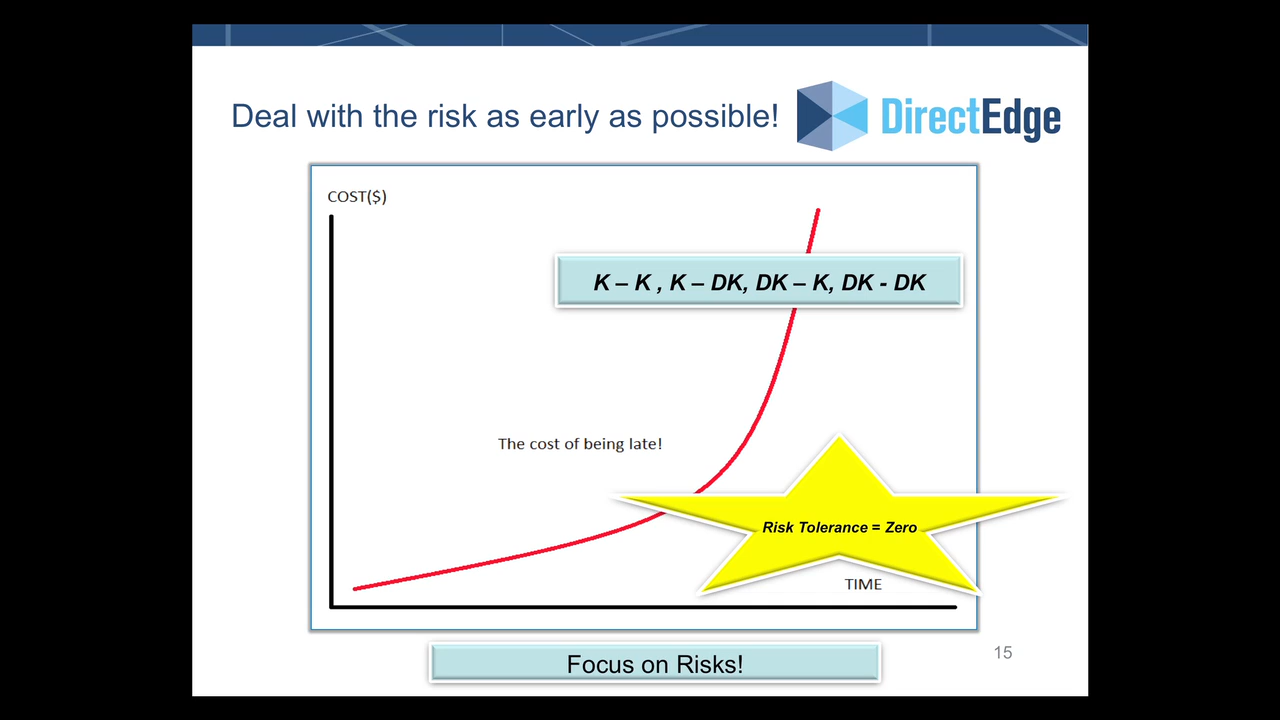 Deal with the risk as early as possible!
DirectEdge
COST($)
K – K , K – DK, DK – K, DK - DK
The cost of being late!
Risk Tolerance = Zero
TIME
Focus on Risks!
15